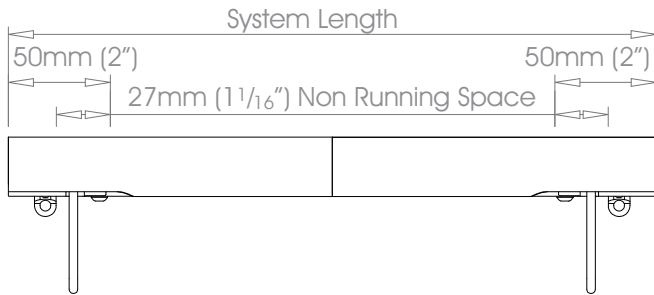 System Length
50mm (2”) 50mm (2”)
27mm (1 1/16”) Non Running Space